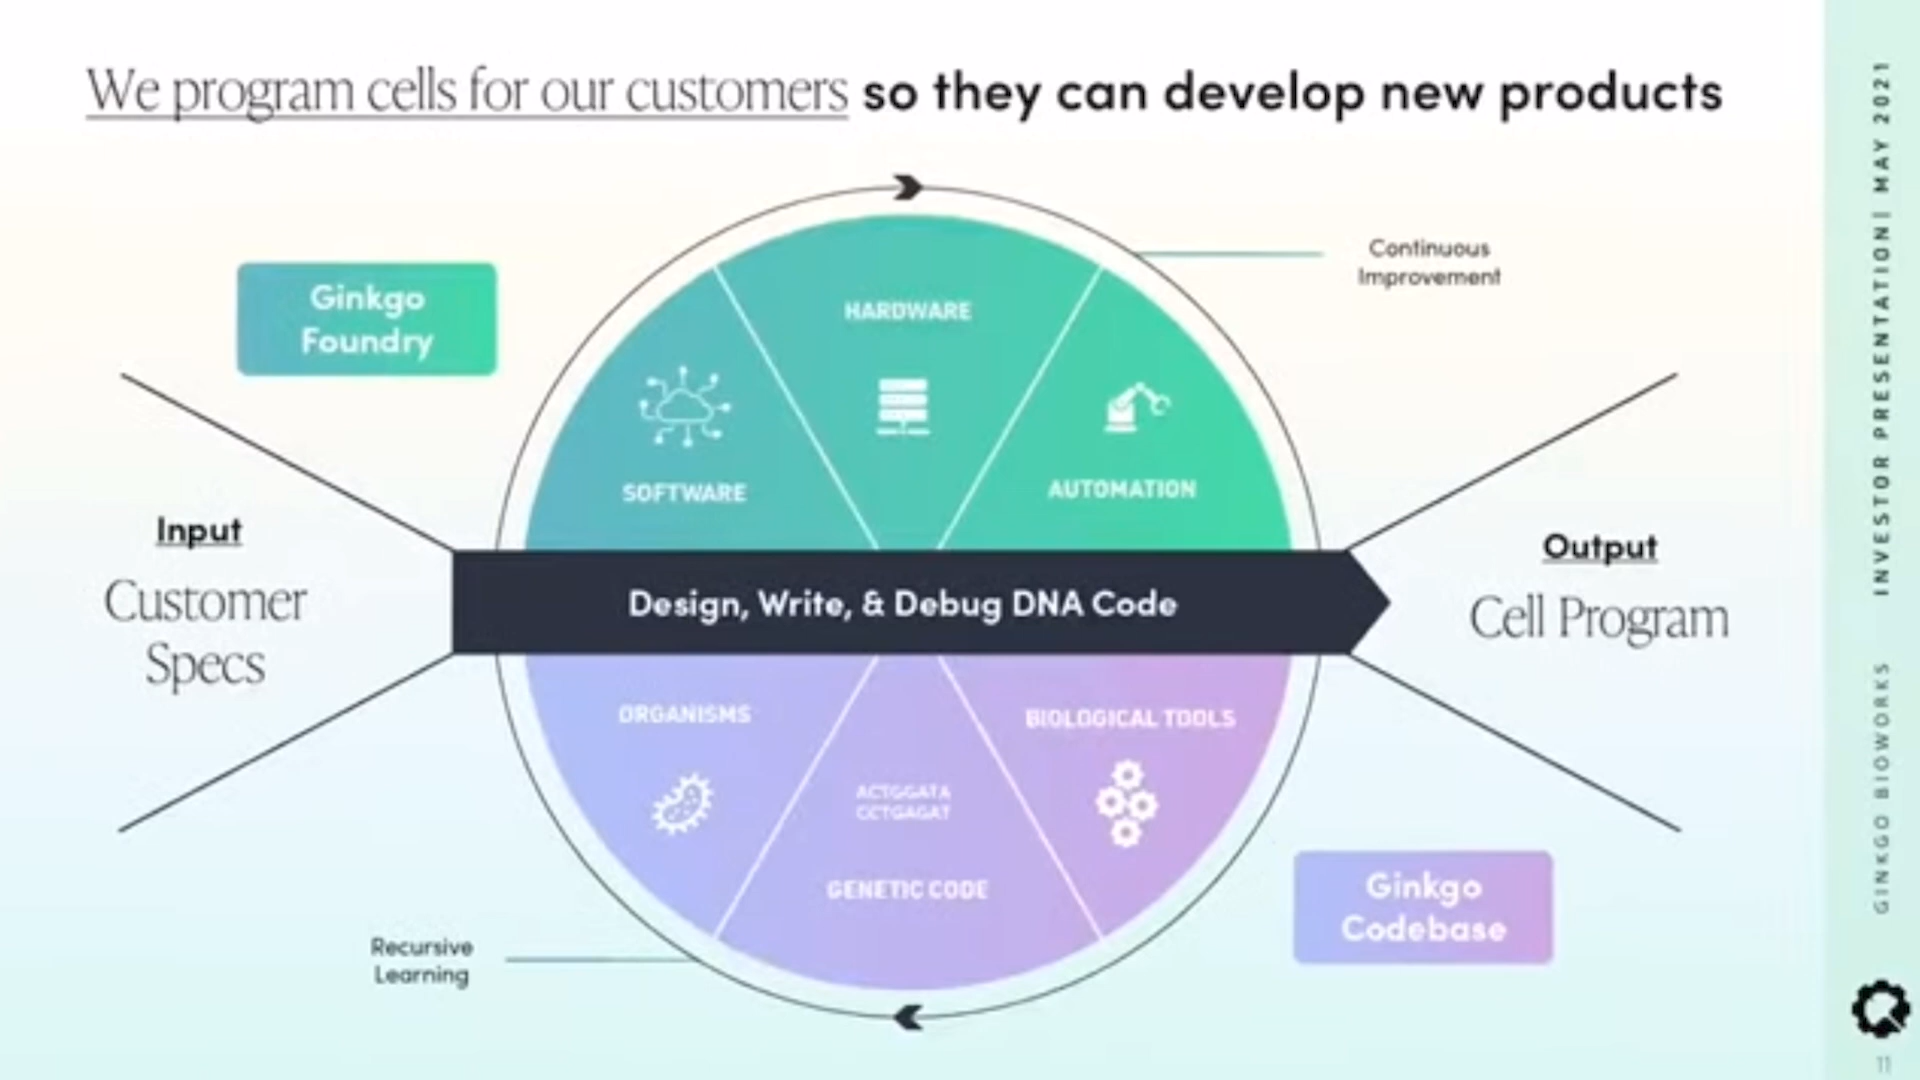 We program cells for our customers so they can develop new products
Ginkgo
Foundry
Continuous
Improvement
HARDWARE
SOFTWARE
AUTOMATION
Input
Customer
Specs
Design, Write, & Debug DNA Code
Output
Cell Program
ORGANISMS
ACTGGATA
CCTGAGAT
GENETIC CODE
BIOLOGICAL TOOLS
Ginkgo
Codebase
Recursive
Learning
GINKGO BIOWORKS INVESTOR PRESENTATION | MAY 2021
11